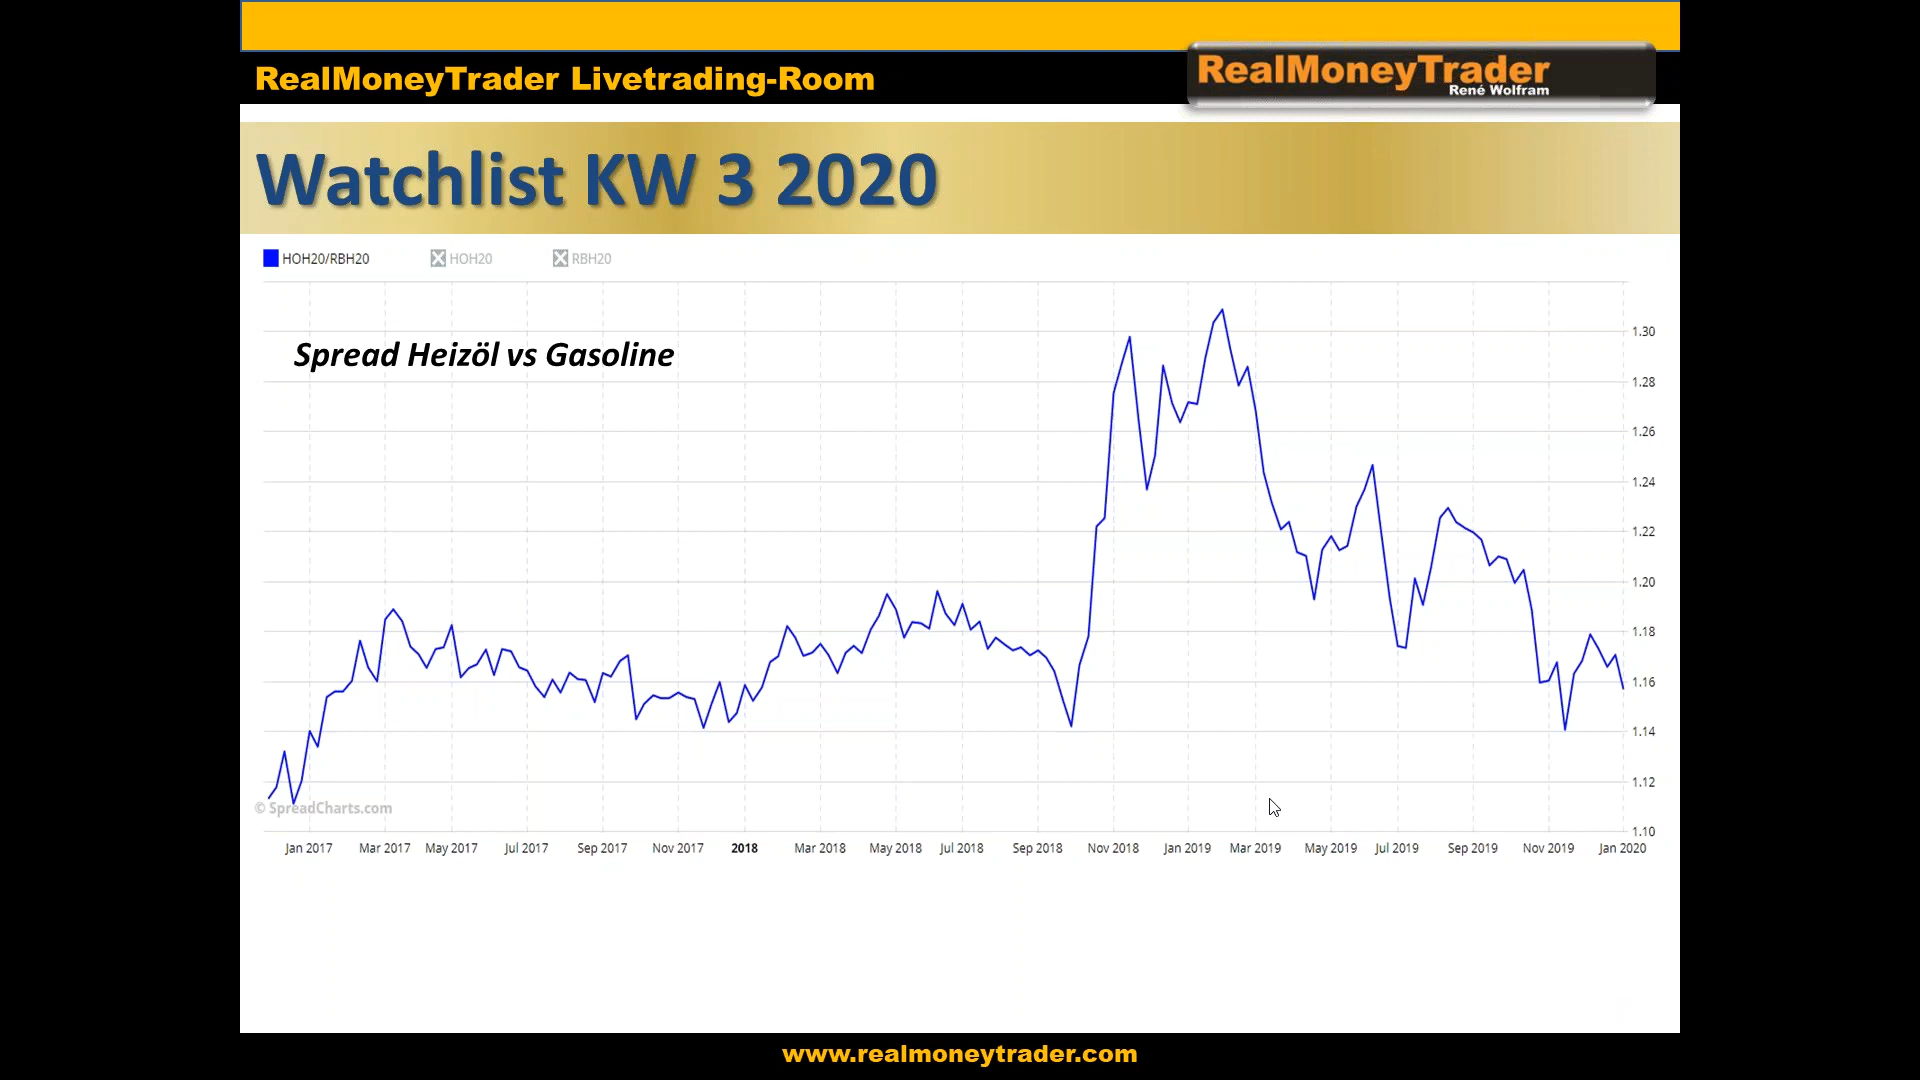 RealMoneyTrader Livetrading-Room
RealMoneyTrader
René Wolfram
Watchlist KW 3 2020
HOH20/RBH20 HOH20 RBH20
Spread Heizöl vs Gasoline
1.30
1.28
1.26
1.24
1.22
1.20
1.18
1.16
1.14
1.12
1.10
© SpreadCharts.com
Jan 2017 Mar 2017 May 2017 Jul 2017 Sep 2017 Nov 2017 2018 Mar 2018 May 2018 Jul 2018 Sep 2018 Nov 2018 Jan 2019 Mar 2019 May 2019 Jul 2019 Sep 2019 Nov 2019 Jan 2020
www.realmoneytrader.com